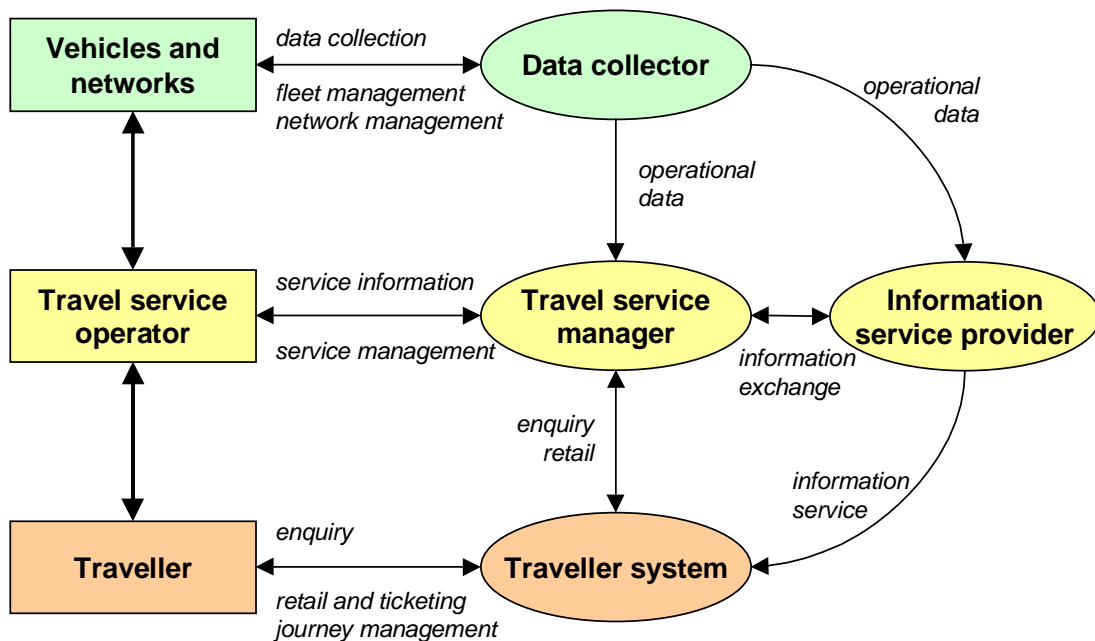 Vehicles and
networks
data collection
fleet management
network management
Data collector
operational
data
operational
data
Travel service
operator
service information
service management
Travel service
manager
information
exchange
Information
service provider
enquiry
retail
information
service
Traveller
enquiry
retail and ticketing
journey management
Traveller system